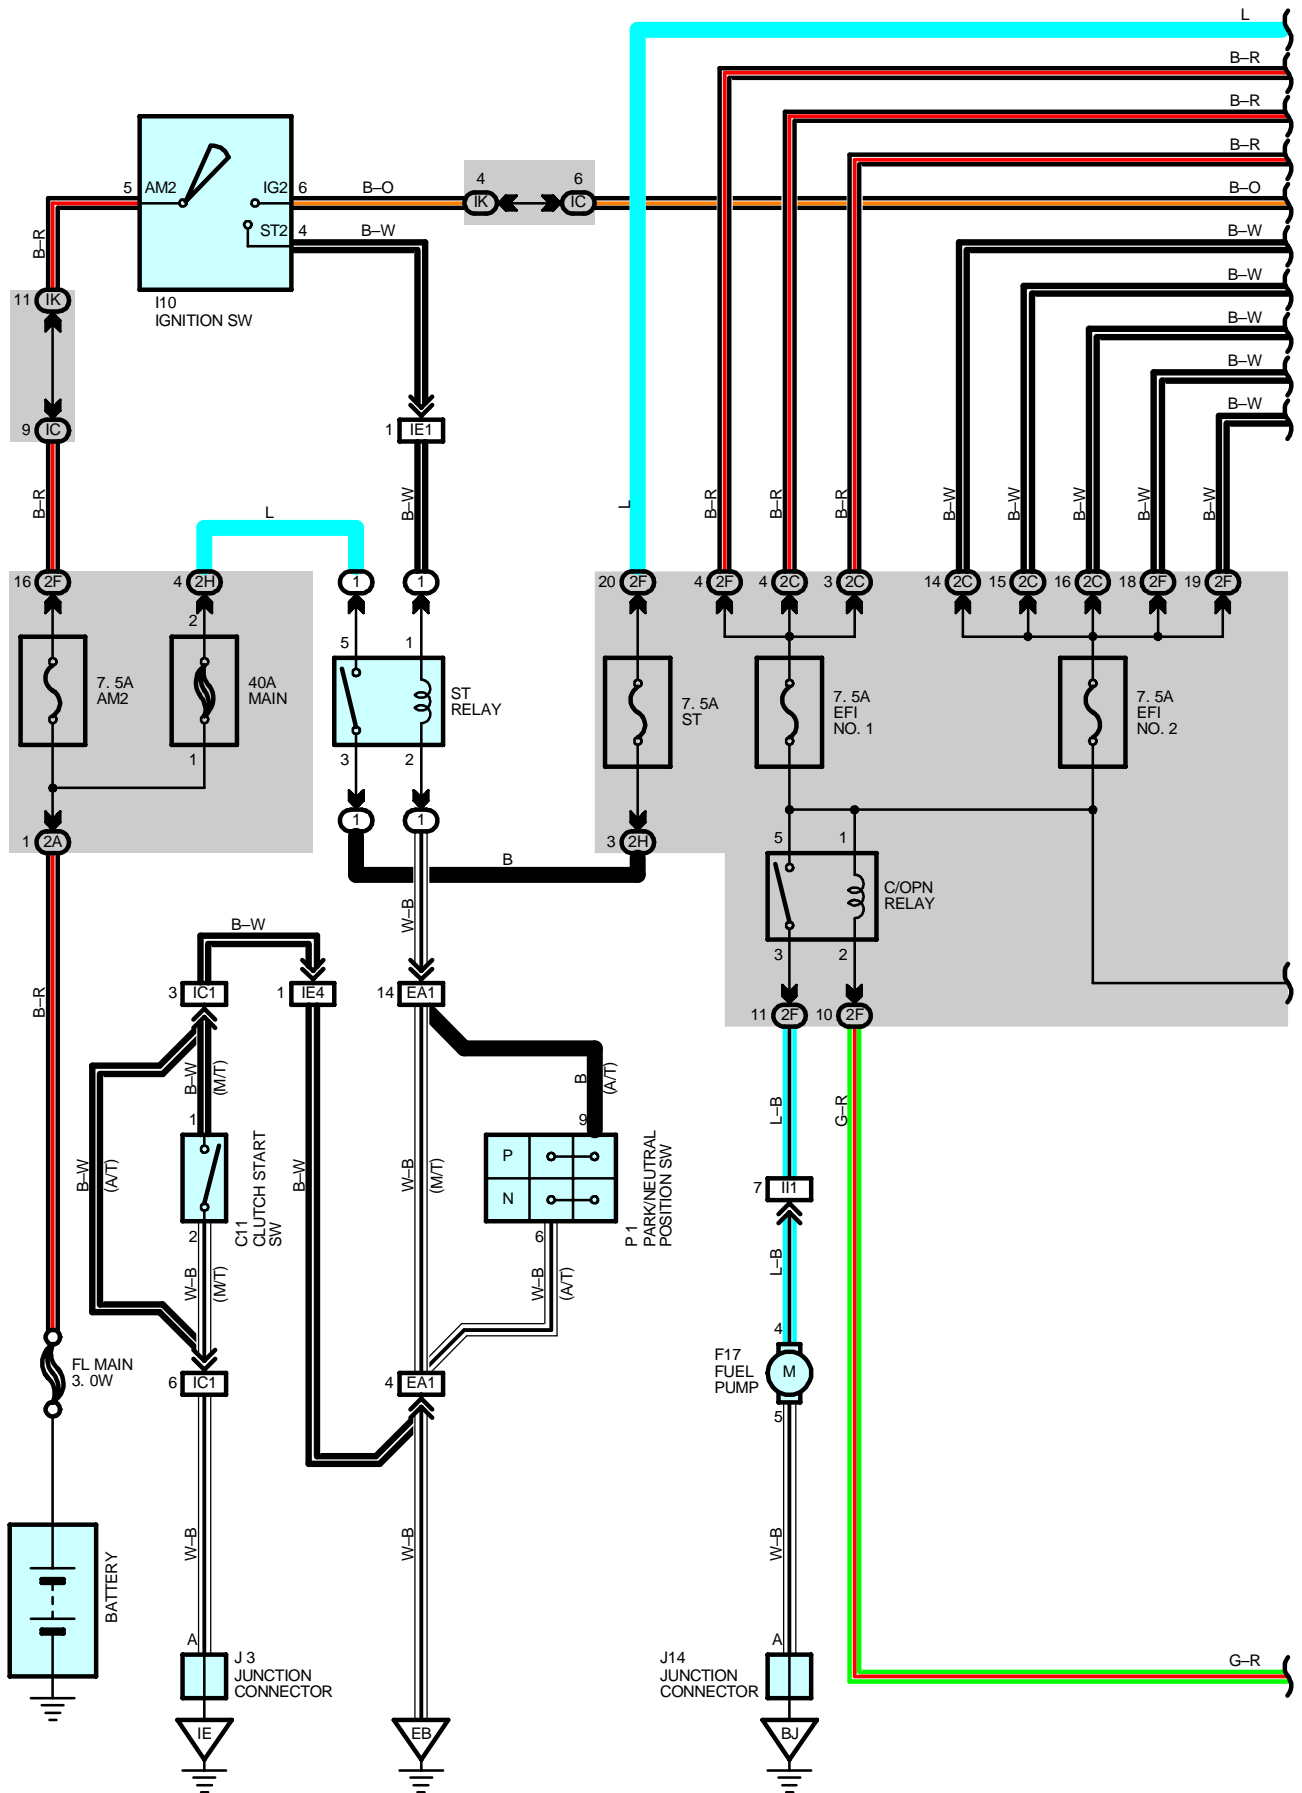 L
B–R
B–R
B–R
5 AM2 IG2 6 B–O 4 IK 6 IC B–O
ST2 4 B–W B–W
B–R
11 IK
I10
IGNITION SW
B–W
B–W
B–W
B–W
9 IC
1 IE1
B–R
L
B–W
L
B–R
B–R
B–R
B–W
B–W
B–W
B–W
B–W
16 2F
4 2H
1
1
20 2F
4 2F
4 2C
3 2C
14 2C
15 2C
16 2C
18 2F
19 2F
2
5
1
7. 5A
AM2
40A
MAIN
ST
RELAY
7. 5A
ST
7. 5A
EFI
NO. 1
7. 5A
EFI
NO. 2
1
3
2
1
1
1 2A
3 2H
B
5
1
C/OPN
RELAY
W–B
B–W
3
2
B–R
3 IC1
1 IE4
14 EA1
11 2F
10 2F
B–W
(M/T)
B
(A/T)
L–B
G–R
1
9
B–W
(A/T)
B–W
W–B
(M/T)
P
N
P 1
PARK/NEUTRAL
POSITION SW
C11
CLUTCH START
SW
7 II1
2
6
W–B
(M/T)
W–B
(A/T)
L–B
4
FL MAIN
3. 0W
6 IC1
4 EA1
F17
FUEL
PUMP
M
5
BATTERY
W–B
W–B
W–B
A
J 3
JUNCTION
CONNECTOR
A
J14
JUNCTION
CONNECTOR
G–R
IE
EB
BJ